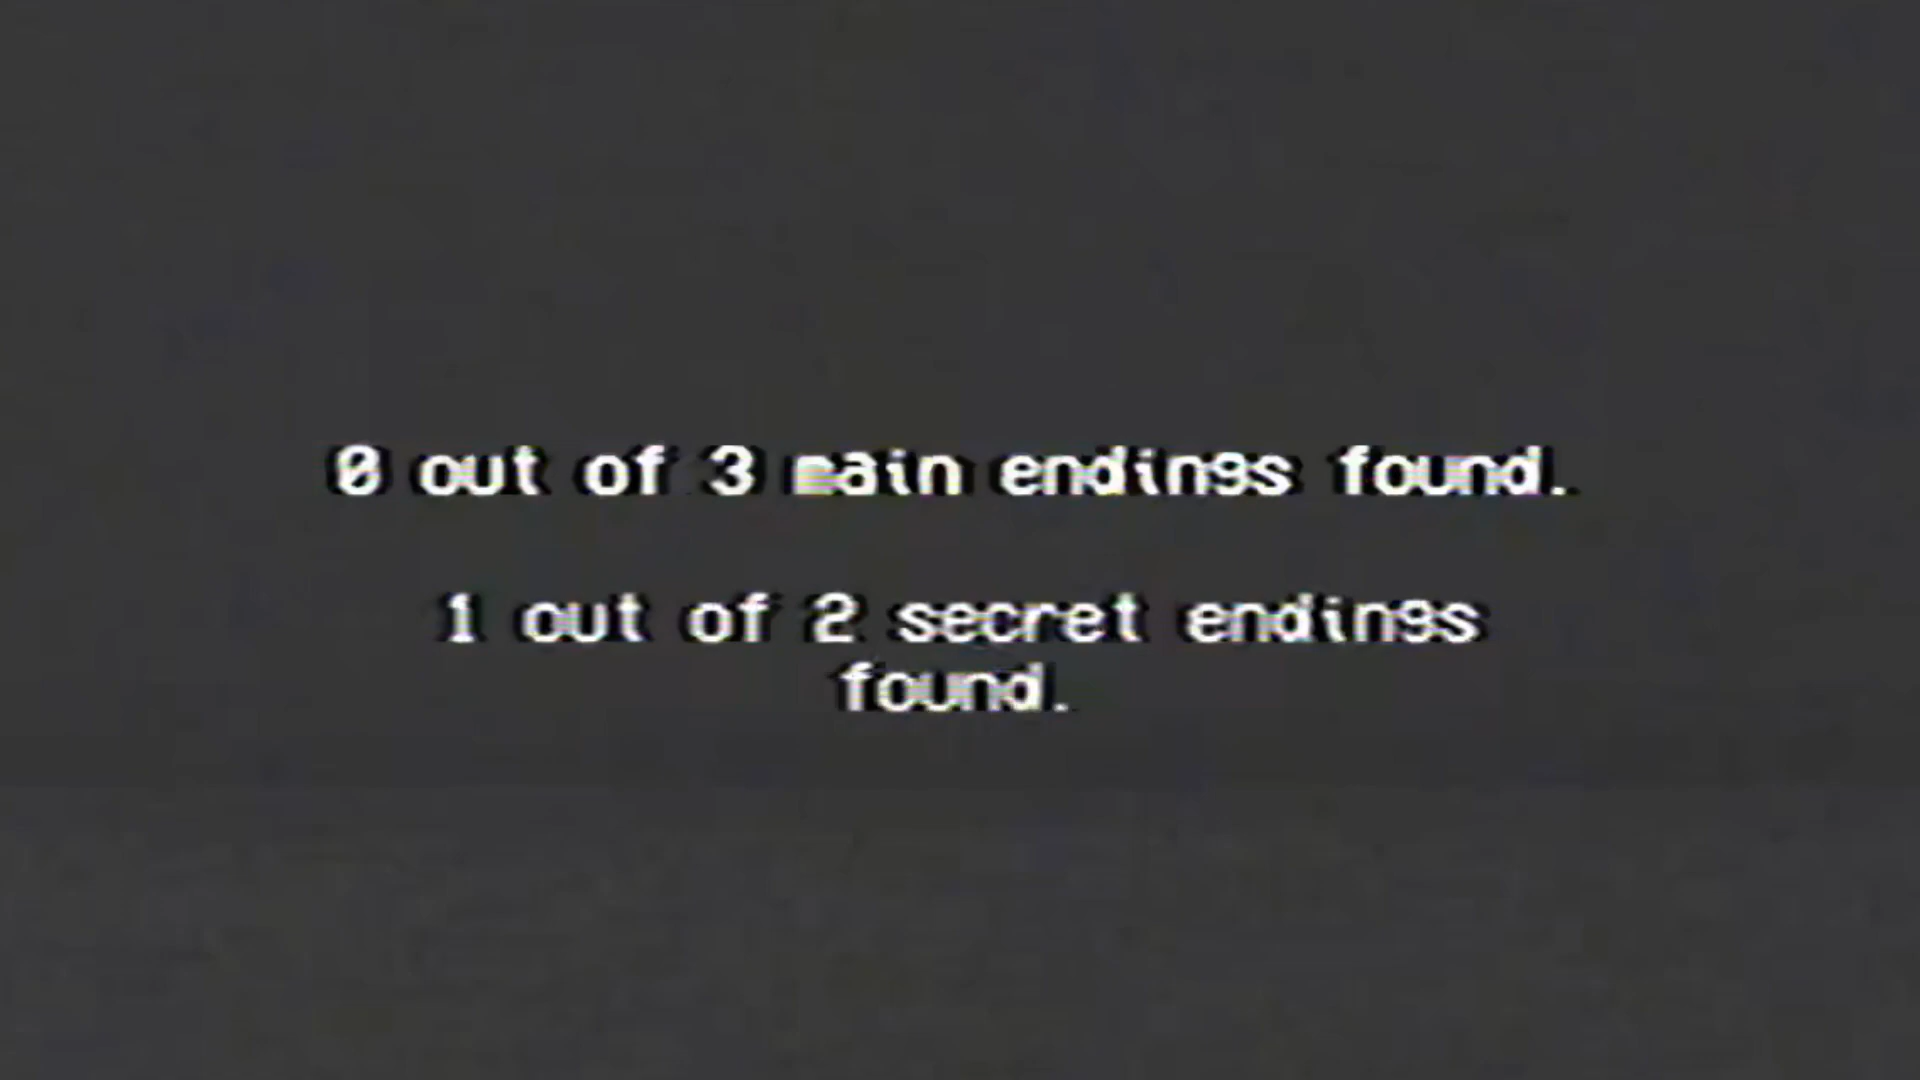 0 out of 3 main endings found.
1 out of 2 secret endings
found.